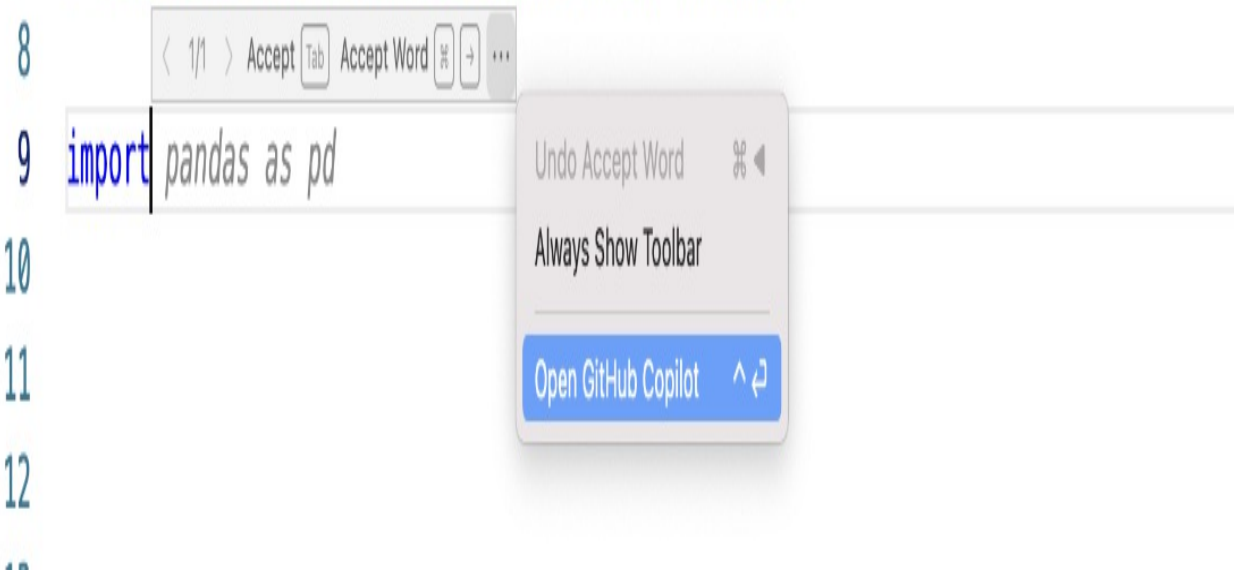 8
< 1/1 > Accept Tab Accept Word ⌘ → ...
9 import pandas as pd
Undo Accept Word ⌘◀
Always Show Toolbar
10
11
Open GitHub Copilot ^ ⏎
12